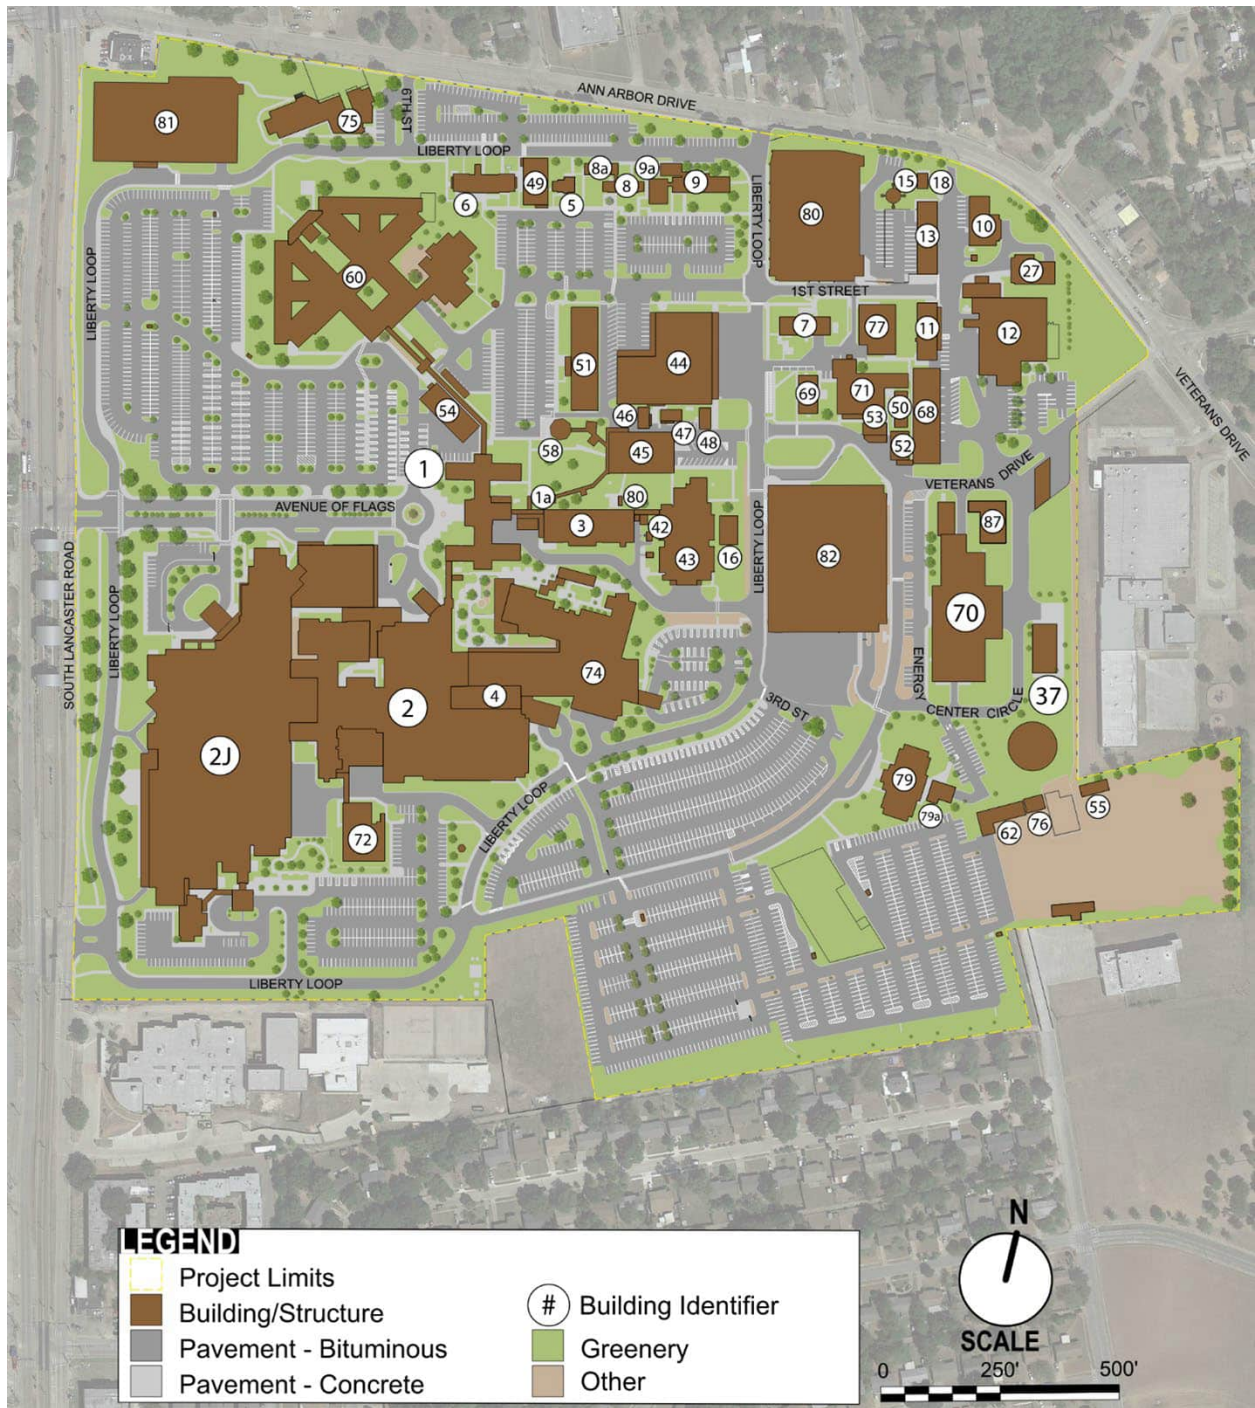 ANN ARBOR DRIVE
81
75
6TH ST
LIBERTY LOOP
8a
9a
49
6
5
8
9
15
18
80
10
13
LIBERTY LOOP
LIBERTY LOOP
60
27
1ST STREET
7
77
11
12
51
44
VETERANS DRIVE
69
71
50
68
54
46
47
48
53
52
58
45
1
VETERANS DRIVE
1a
80
AVENUE OF FLAGS
3
42
43
16
LIBERTY LOOP
82
87
SOUTH LANCASTER ROAD
LIBERTY LOOP
70
74
4
2
ENERGY
CENTER CIRCLE
37
3RD ST
2J
79
79a
55
76
62
LIBERTY LOOP
72
LIBERTY LOOP
LEGEND
Project Limits
Building/Structure
Pavement - Bituminous
Pavement - Concrete
# Building Identifier
Greenery
Other
N
SCALE
0 250' 500'